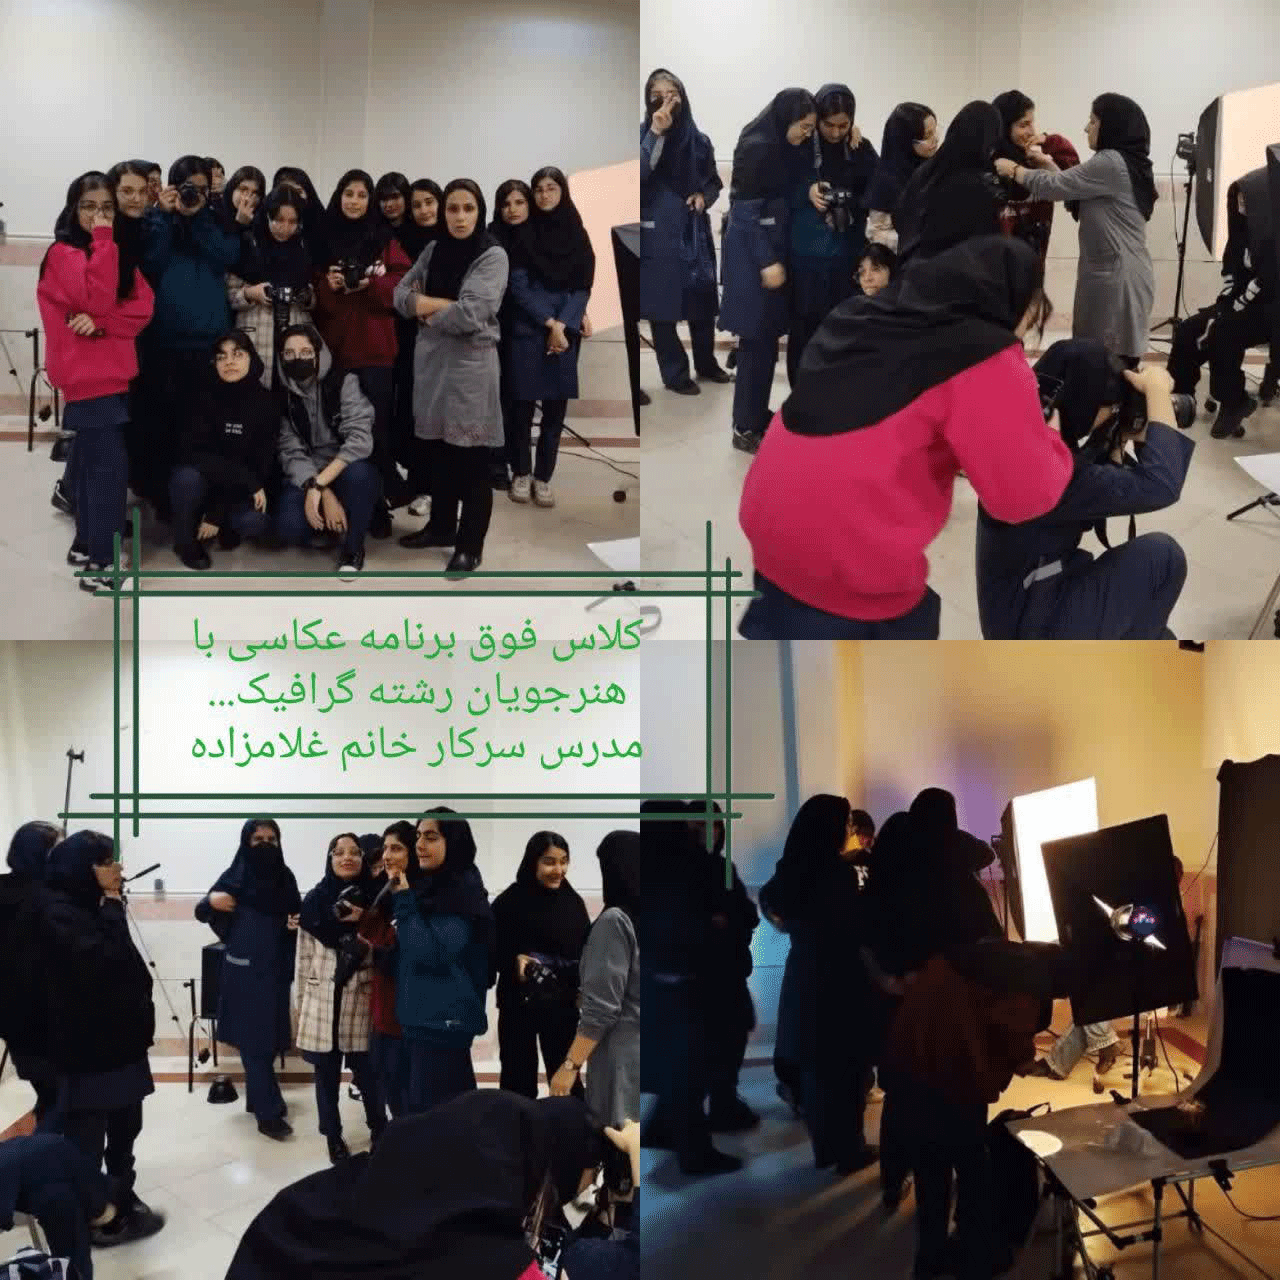 کلاس فوق برنامه عکاسی با
هنرجویان رشته گرافیک...
مدرس سرکار خانم غلامزاده